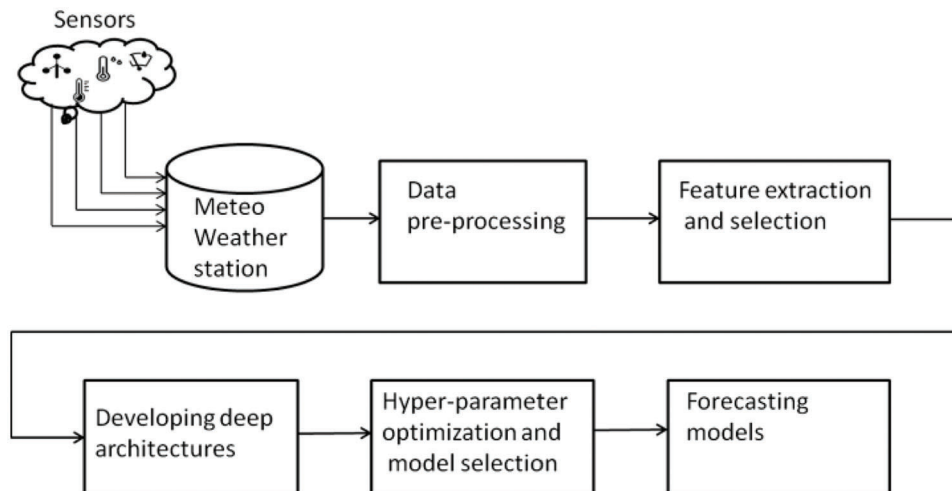 Sensors
Meteo
Weather
station
Data
pre-processing
Feature extraction
and selection
Developing deep
architectures
Hyper-parameter
optimization and
model selection
Forecasting
models